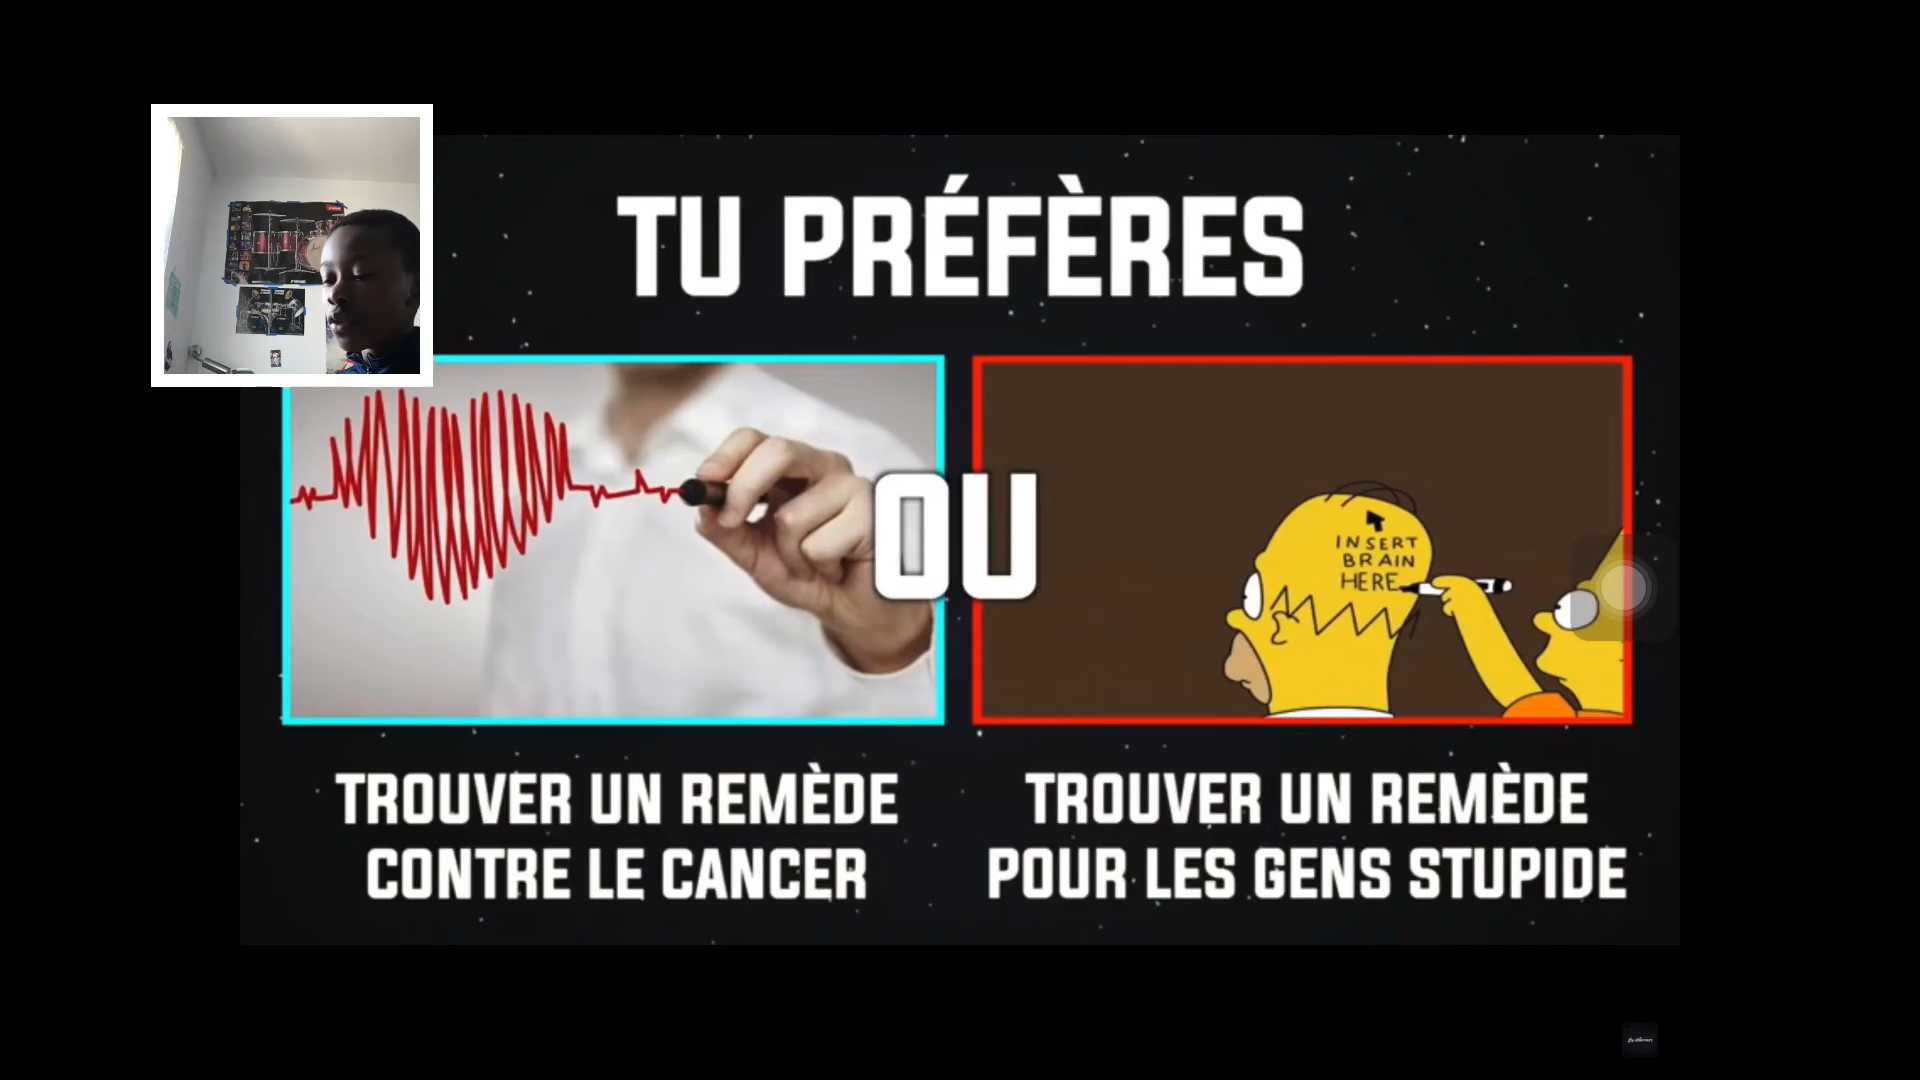 TU PRÉFÈRES
OU
INSERT
BRAIN
HERE
TROUVER UN REMÈDE
CONTRE LE CANCER
TROUVER UN REMÈDE
POUR LES GENS STUPIDE